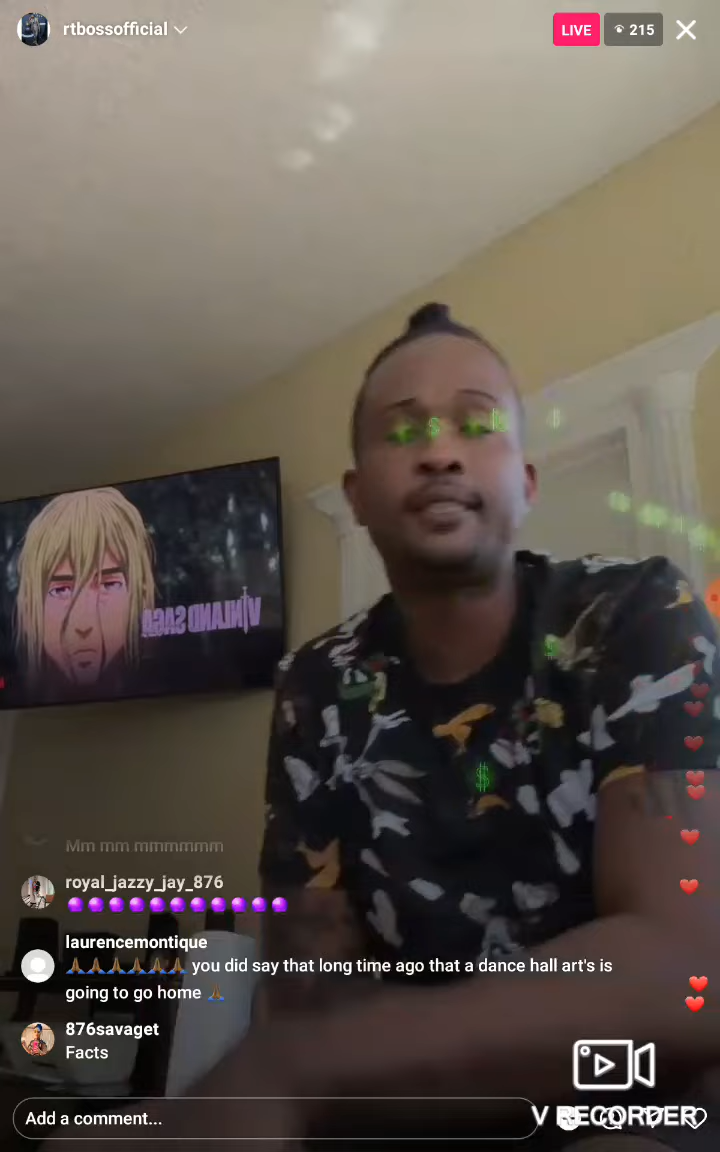 rtbossofficial
LIVE
215
VINLAND SAGA
Mm mm mmmmmm
royal_jazzy_jay_876
🔮🔮🔮🔮🔮🔮🔮🔮🔮🔮🔮
laurencemontique
🙏🏾🙏🏾🙏🏾🙏🏾🙏🏾🙏🏾 you did say that long time ago that a dance hall art's is
going to go home 🙏🏾
876savaget
Facts
Add a comment...
V RECORDER